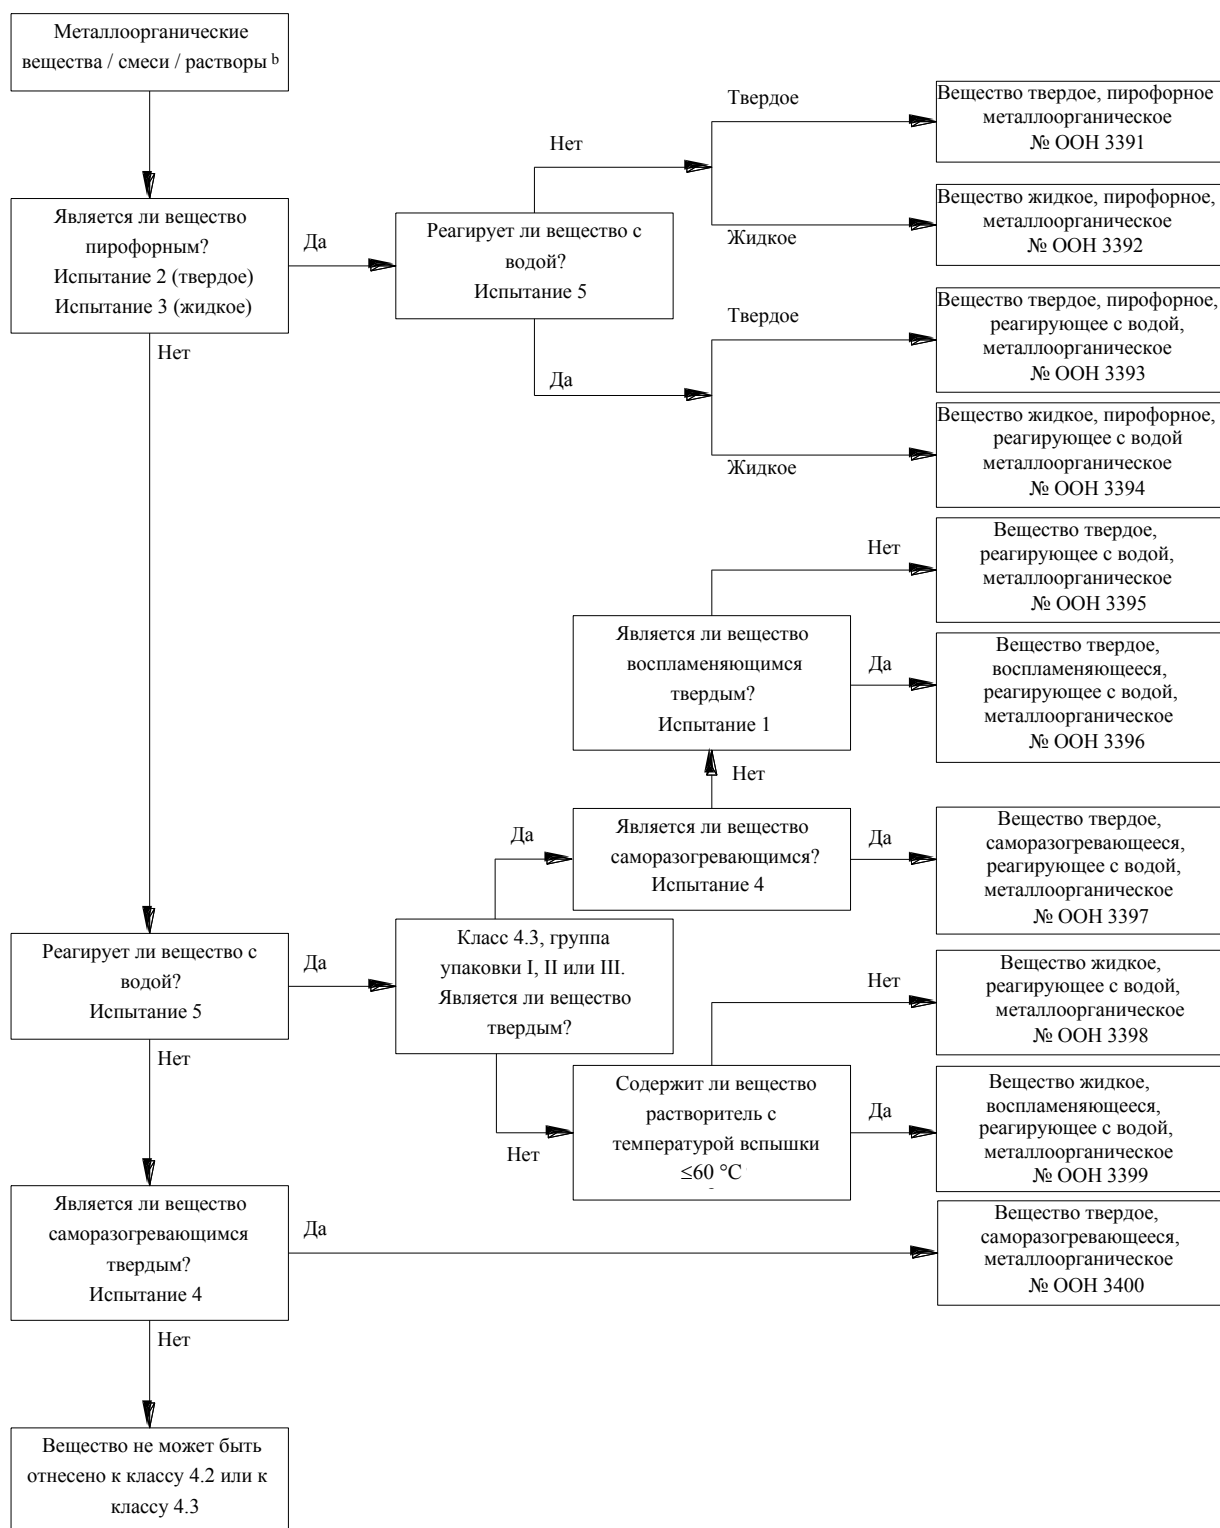 Металлоорганические
вещества / смеси / растворы b
Является ли вещество
пирофорным?
Испытание 2 (твердое)
Испытание 3 (жидкое)
Да
Нет
Реагирует ли вещество с
водой?
Испытание 5
Нет
Да
Твердое
Жидкое
Твердое
Жидкое
Вещество твердое, пирофорное
металлоорганическое
№ ООН 3391
Вещество жидкое, пирофорное,
металлоорганическое
№ ООН 3392
Вещество твердое, пирофорное,
реагирующее с водой,
металлоорганическое
№ ООН 3393
Вещество жидкое, пирофорное,
реагирующее с водой
металлоорганическое
№ ООН 3394
Вещество твердое,
реагирующее с водой,
металлоорганическое
№ ООН 3395
Нет
Является ли вещество
воспламеняющимся
твердым?
Испытание 1
Да
Вещество твердое,
воспламеняющееся,
реагирующее с водой,
металлоорганическое
№ ООН 3396
Нет
Да
Является ли вещество
саморазогревающимся?
Испытание 4
Да
Вещество твердое,
саморазогревающееся,
реагирующее с водой,
металлоорганическое
№ ООН 3397
Реагирует ли вещество с
водой?
Испытание 5
Да
Нет
Класс 4.3, группа
упаковки I, II или III.
Является ли вещество
твердым?
Нет
Вещество жидкое,
реагирующее с водой,
металлоорганическое
№ ООН 3398
Нет
Содержит ли вещество
растворитель с
температурой вспышки
≤60 °C
Да
Вещество жидкое,
воспламеняющееся,
реагирующее с водой,
металлоорганическое
№ ООН 3399
Является ли вещество
саморазогревающимся
твердым?
Испытание 4
Да
Вещество твердое,
саморазогревающееся,
металлоорганическое
№ ООН 3400
Нет
Вещество не может быть
отнесено к классу 4.2 или к
классу 4.3